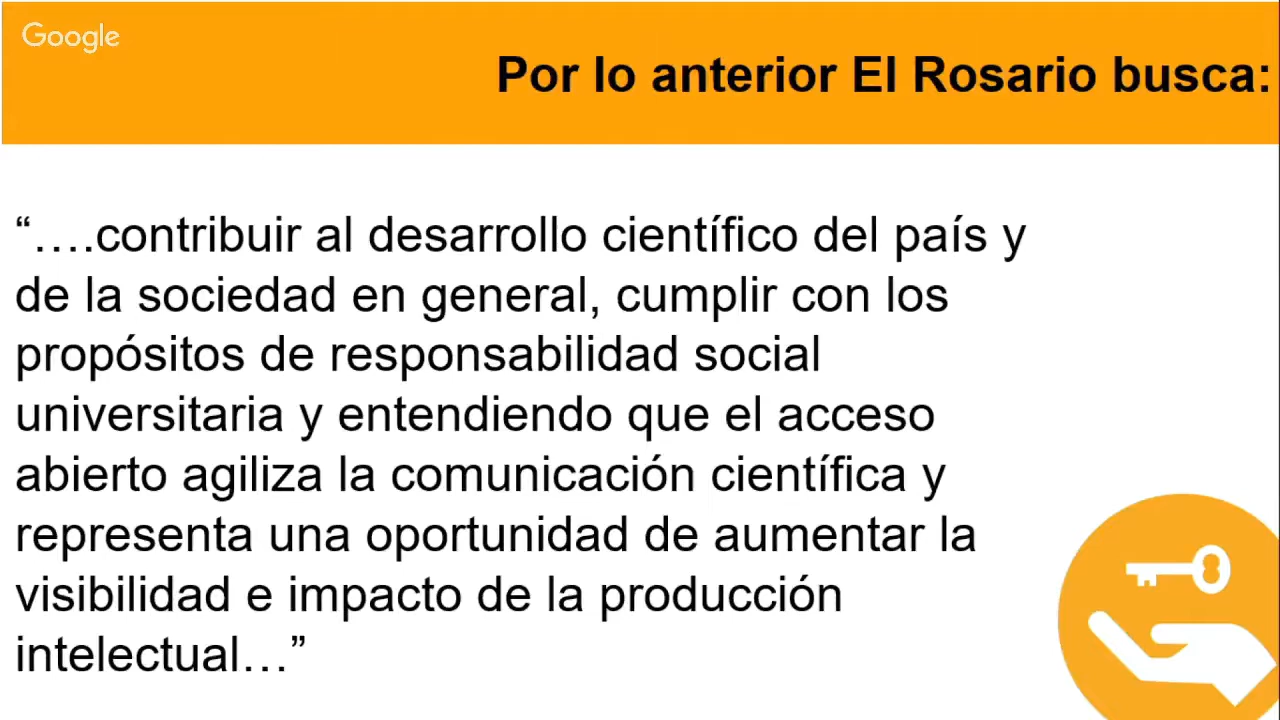 Google
Por lo anterior El Rosario busca:
“….contribuir al desarrollo científico del país y
de la sociedad en general, cumplir con los
propósitos de responsabilidad social
universitaria y entendiendo que el acceso
abierto agiliza la comunicación científica y
representa una oportunidad de aumentar la
visibilidad e impacto de la producción
intelectual…”